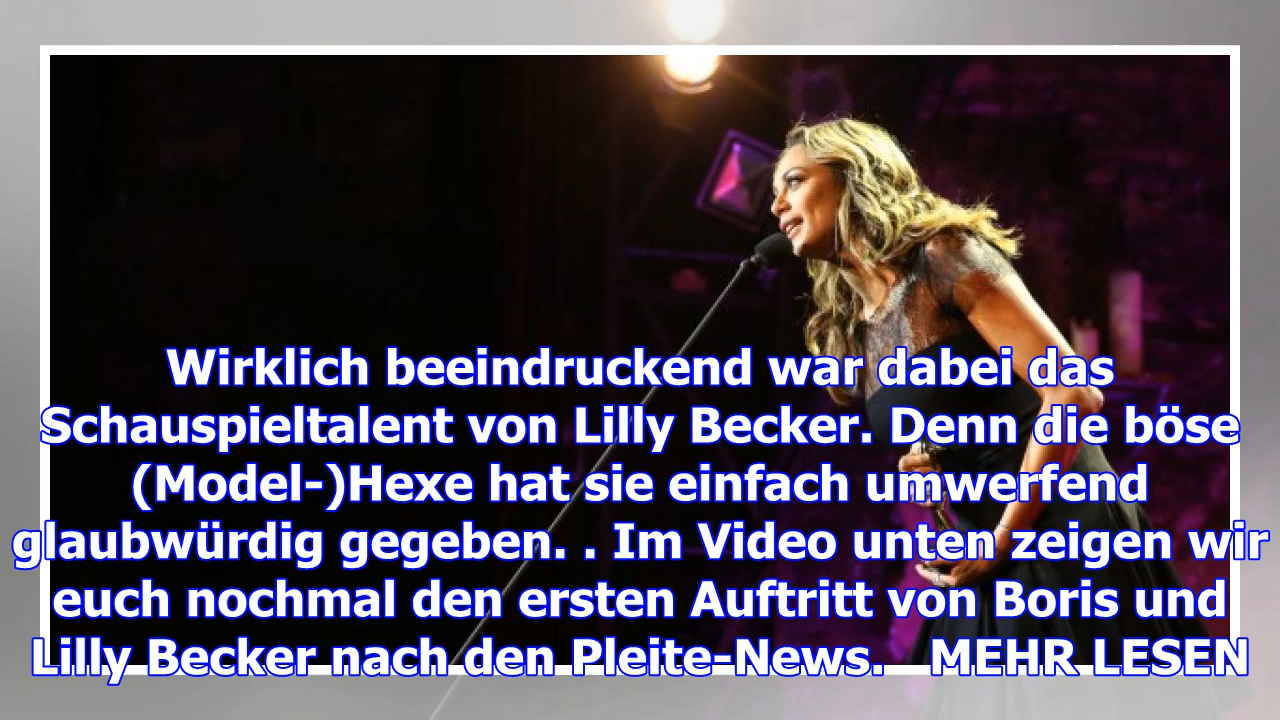 Wirklich beeindruckend war dabei das
Schauspieltalent von Lilly Becker. Denn die böse
(Model-)Hexe hat sie einfach umwerfend
glaubwürdig gegeben. . Im Video unten zeigen wir
euch nochmal den ersten Auftritt von Boris und
Lilly Becker nach den Pleite-News.   MEHR LESEN